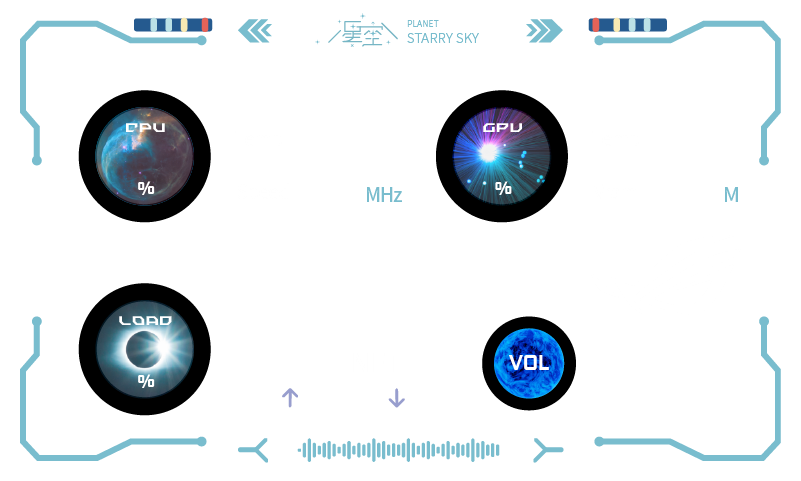 星空
PLANET
STARRY SKY
CPU
%
MHz
GPU
%
M
LOAD
%
VOL